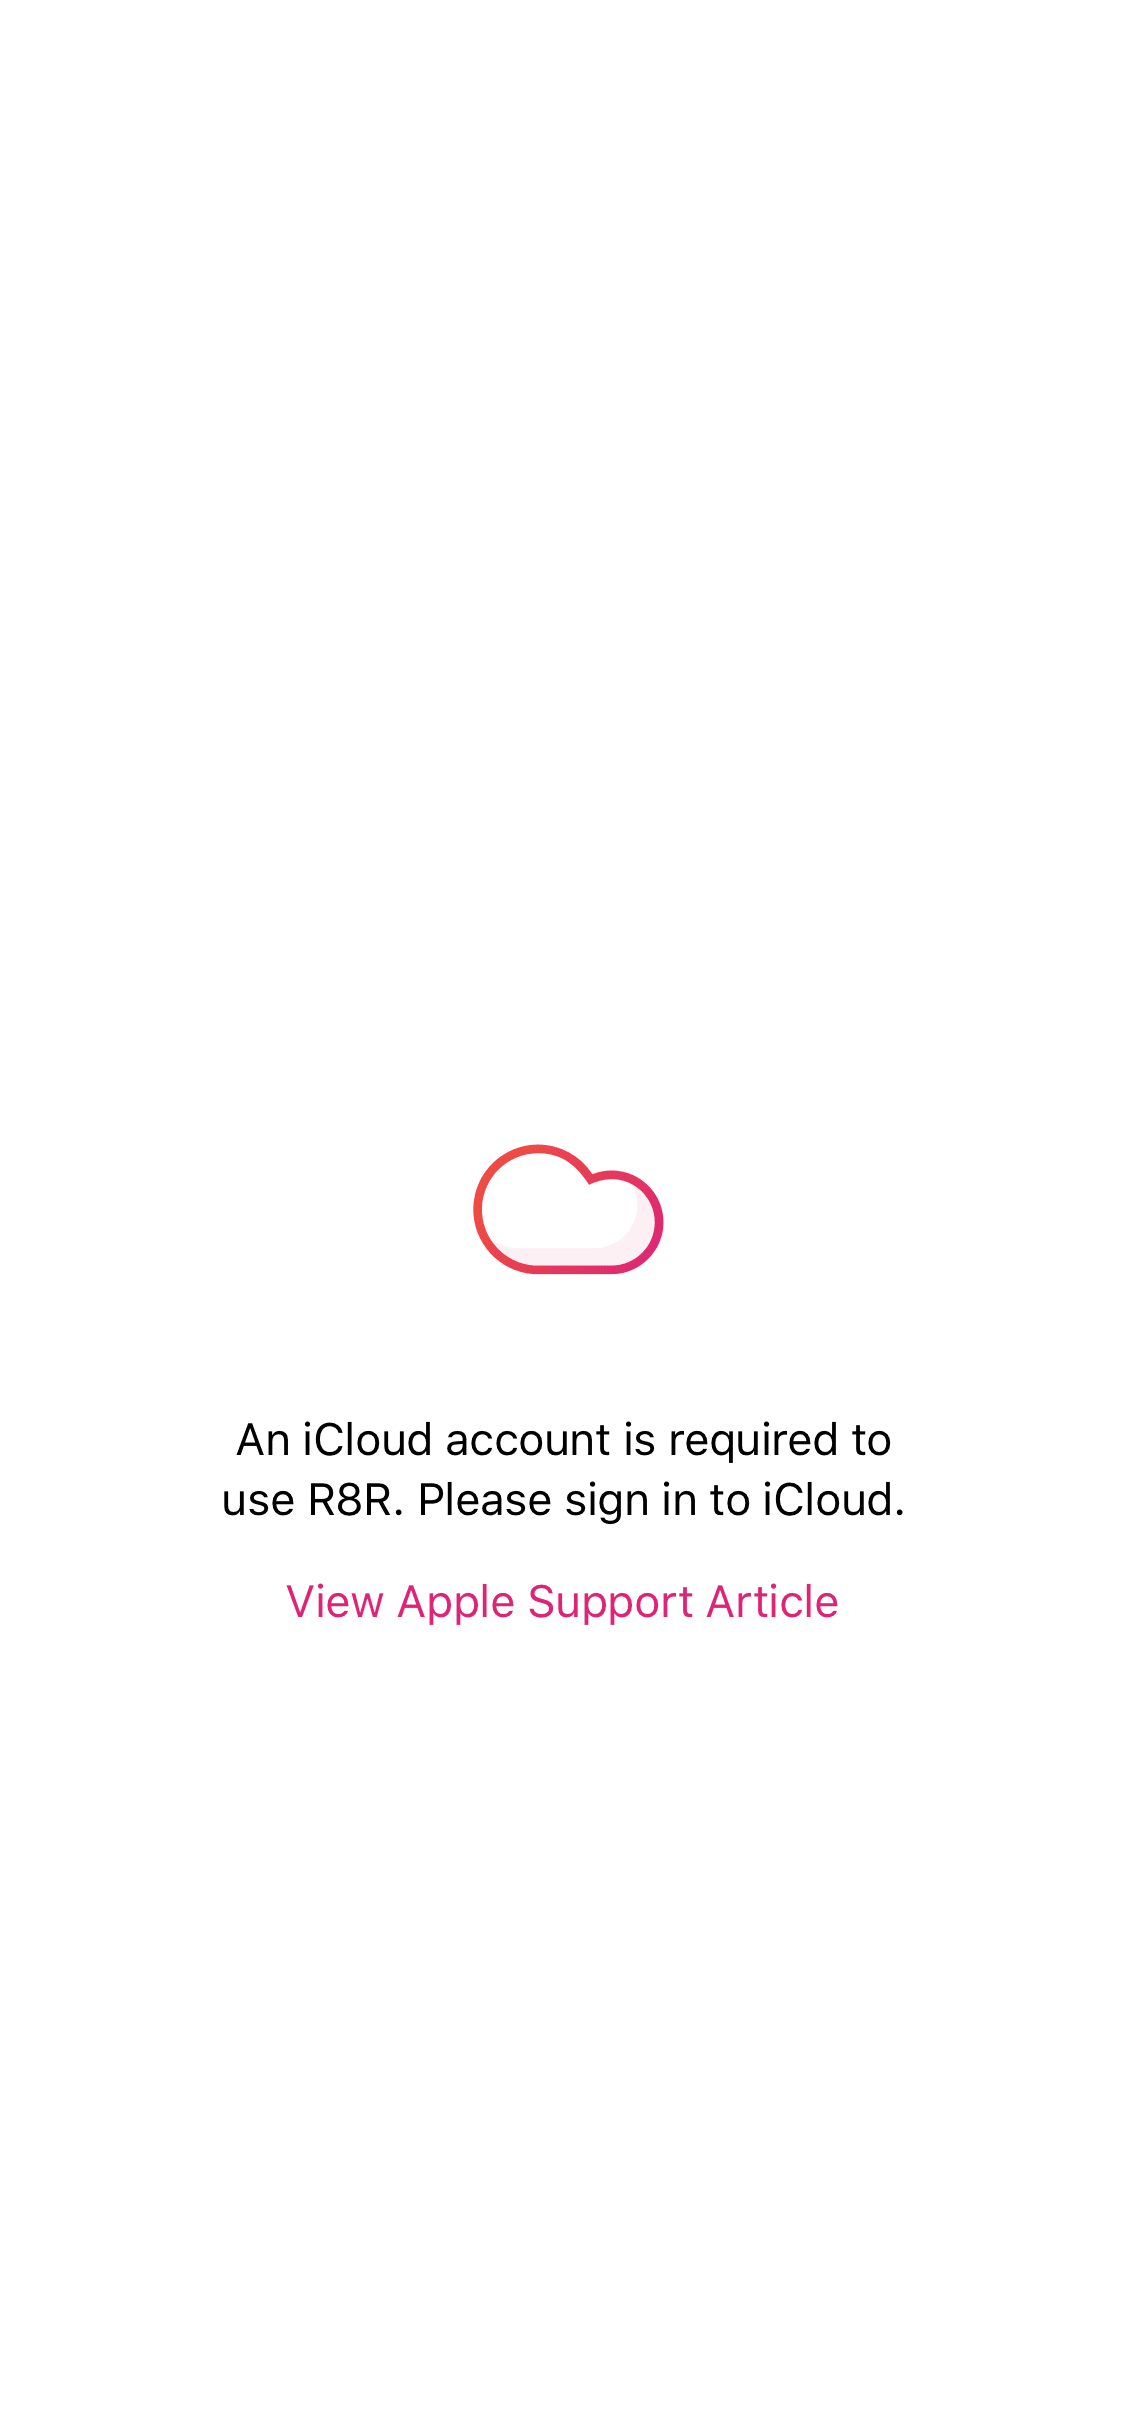 An iCloud account is required to
use R8R. Please sign in to iCloud.
View Apple Support Article